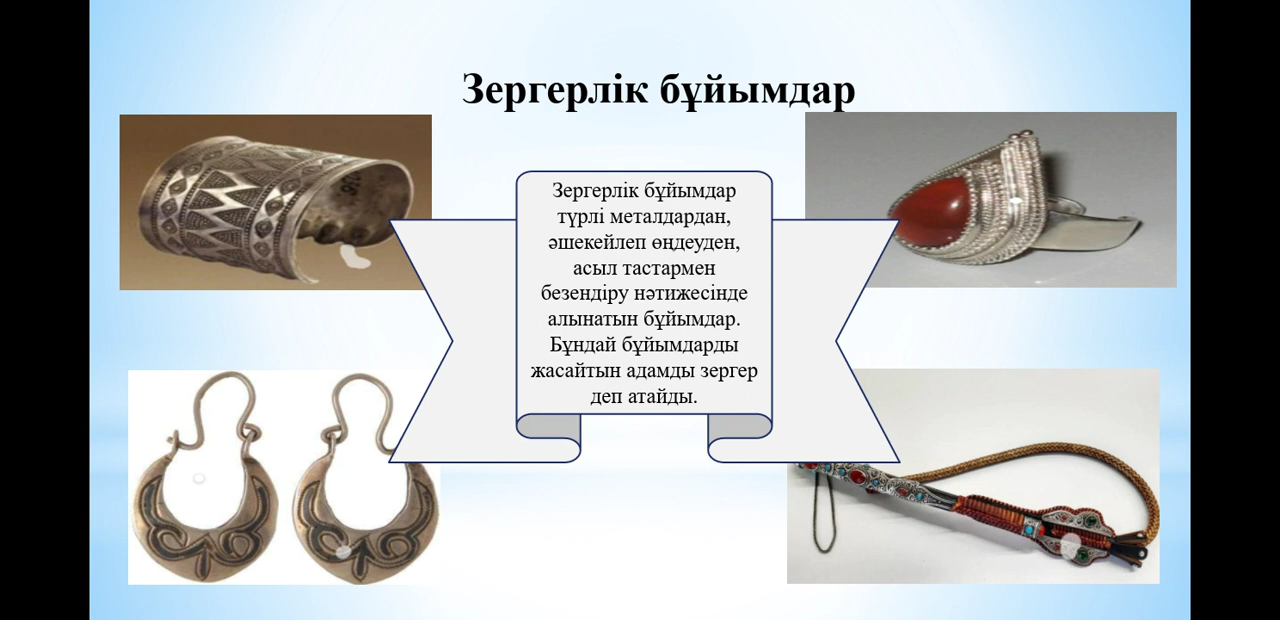 Зергерлік бұйымдар
Зергерлік бұйымдар
түрлі металдардан,
әшекейлеп өңдеуден,
асыл тастармен
безендіру нәтижесінде
алынатын бұйымдар.
Бұндай бұйымдарды
жасайтын адамды зергер
деп атайды.